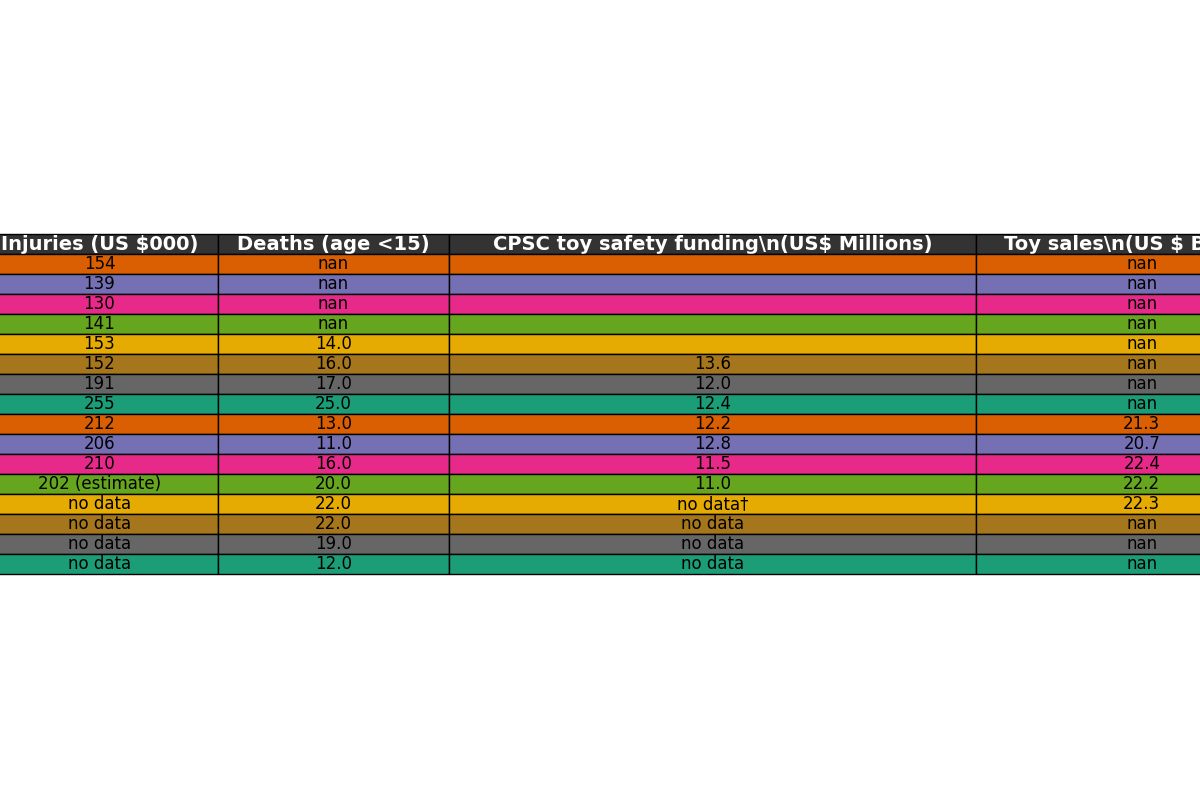 Injuries (US $000) Deaths (age <15) CPSC toy safety funding\n(US$ Millions) Toy sales\n(US $
154 nan nan
139 nan nan
130 nan nan
141 nan nan
153 14.0 nan
152 16.0 13.6 nan
191 17.0 12.0 nan
255 25.0 12.4 nan
212 13.0 12.2 21.3
206 11.0 12.8 20.7
210 16.0 11.5 22.4
202 (estimate) 20.0 11.0 22.2
no data 22.0 no data† 22.3
no data 22.0 no data nan
no data 19.0 no data nan
no data 12.0 no data nan